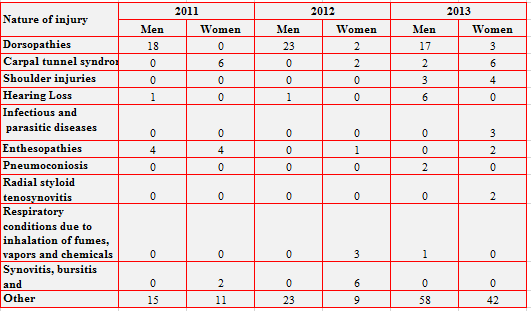 Nature of injury 2011 2012 2013
Men Women Men Women Men Women
Dorsopathies 18 0 23 2 17 3
Carpal tunnel syndro 0 6 0 2 2 6
Shoulder injuries 0 0 0 0 3 4
Hearing Loss 1 0 1 0 6 0
Infectious and
parasitic diseases 0 0 0 0 0 3
Enthesopathies 4 4 0 1 0 2
Pneumoconiosis 0 0 0 0 2 0
Radial styloid
tenosynovitis 0 0 0 0 0 2
Respiratory
conditions due to
inhalation of fumes,
vapors and chemicals 0 0 0 3 1 0
Synovitis, bursitis
and 0 2 0 6 0 0
Other 15 11 23 9 58 42